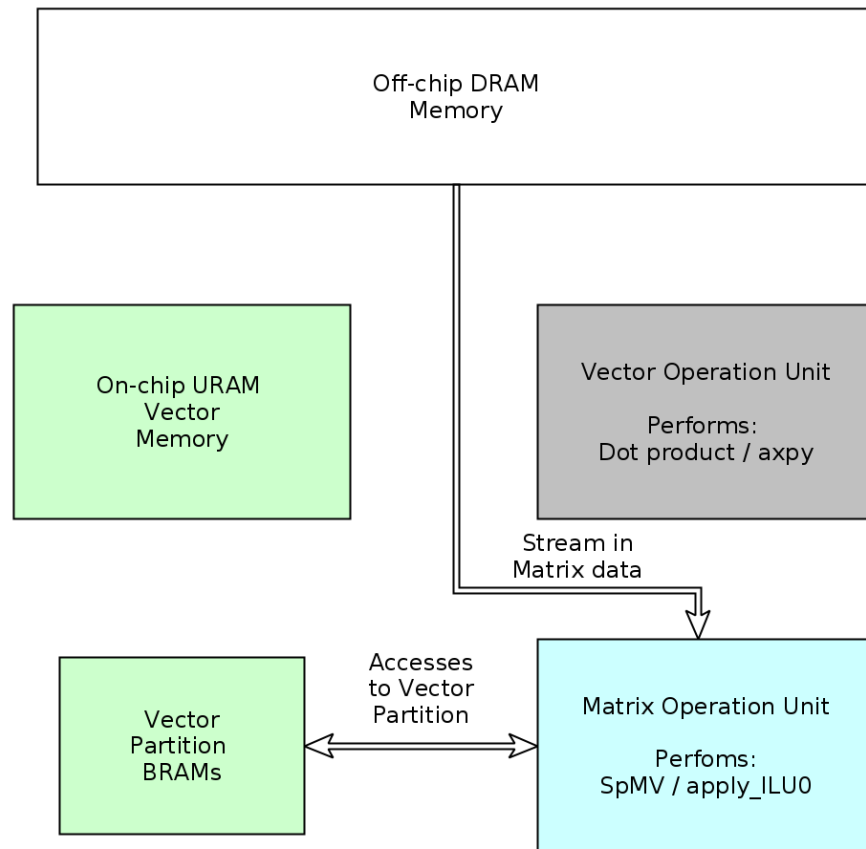 Off-chip DRAM
Memory
On-chip URAM
Vector
Memory
Vector Operation Unit
Performs:
Dot product / axpy
Stream in
Matrix data
Accesses
to Vector
Partition
Vector
Partition
BRAMs
Matrix Operation Unit
Perfoms:
SpMV / apply_ILU0